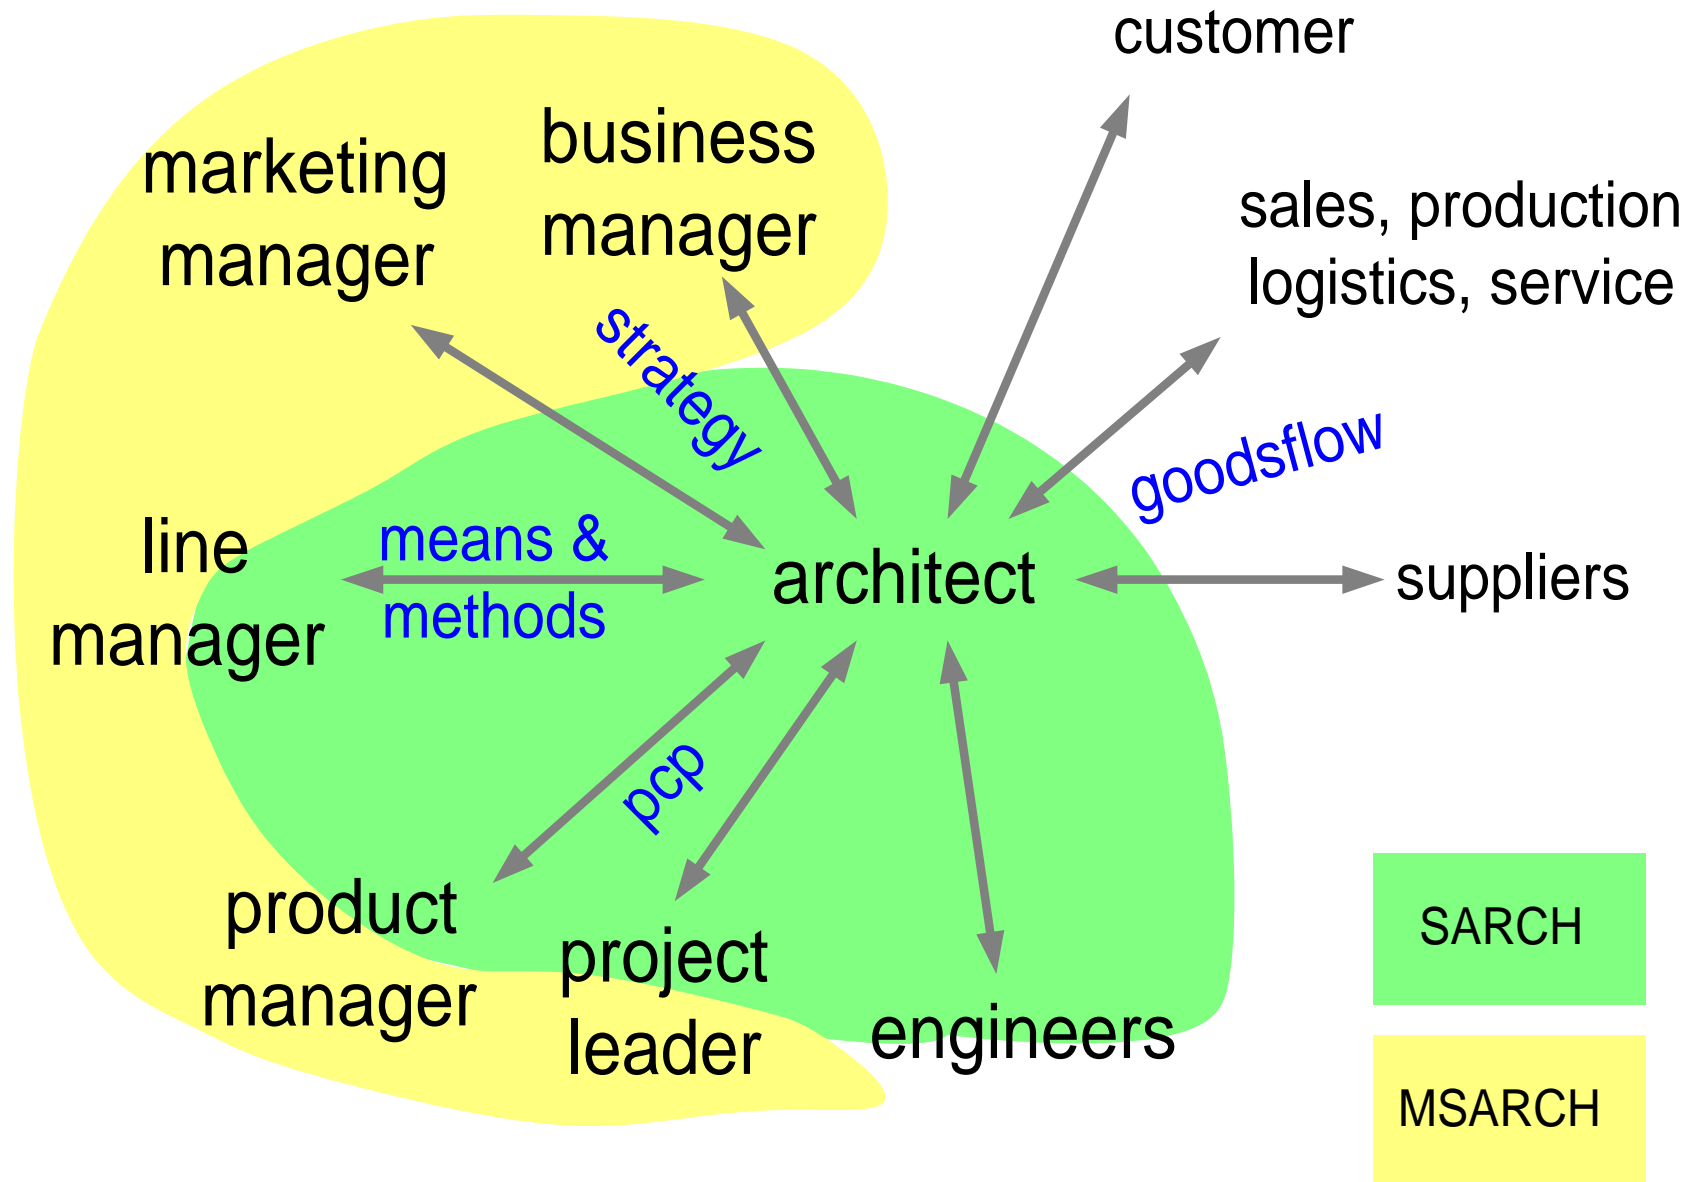 customer
business
manager
marketing
manager
sales, production
logistics, service
strategy
goodsflow
line
manager
means &
methods
architect
suppliers
pcp
product
manager
project
leader
engineers
SARCH
MSARCH